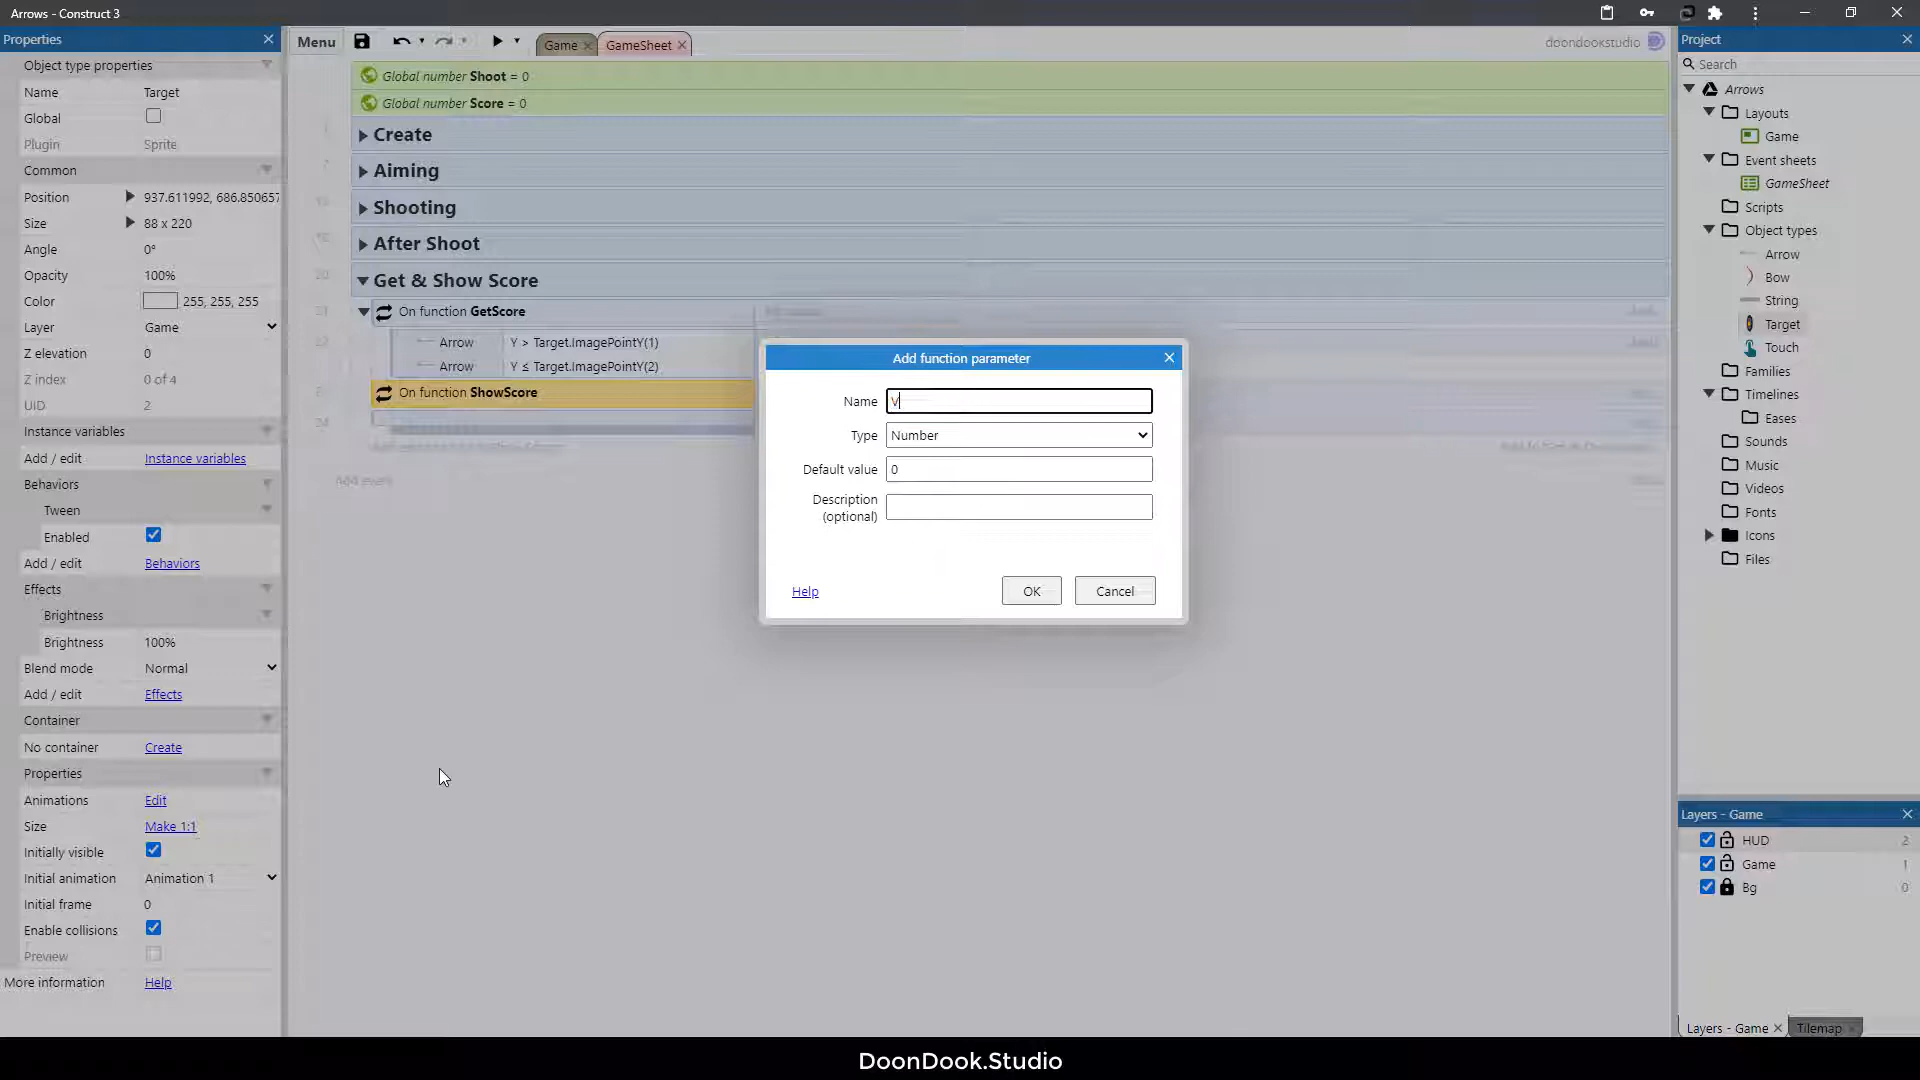 Arrows - Construct 3
Properties
Object type properties
Name Target
Global
Plugin Sprite
Common
Position 937.611992, 686.850657
Size 88 x 220
Angle 0°
Opacity 100%
Color 255, 255, 255
Layer Game
Z elevation 0
Z index 0 of 4
UID 2
Instance variables
Add / edit Instance variables
Behaviors
Tween
Enabled
Add / edit Behaviors
Effects
Brightness
Brightness 100%
Blend mode Normal
Add / edit Effects
Container
No container Create
Properties
Animations Edit
Size Make 1:1
Initially visible
Initial animation Animation 1
Initial frame 0
Enable collisions
Preview
More information Help
Menu
Game
GameSheet
doondookstudio
Global number Shoot = 0
Global number Score = 0
Create
Aiming
Shooting
After Shoot
Get & Show Score
On function GetScore
Arrow Y > Target.ImagePointY(1)
Arrow Y ≤ Target.ImagePointY(2)
On function ShowScore
Add event
Add function parameter
Name V
Type Number
Default value 0
Description
(optional)
Help OK Cancel
Project
Search
Arrows
Layouts
Game
Event sheets
GameSheet
Scripts
Object types
Arrow
Bow
String
Target
Touch
Families
Timelines
Eases
Sounds
Music
Videos
Fonts
Icons
Files
Layers - Game
HUD 2
Game 1
Bg 0
Layers - Game Tilemap
DoonDook.Studio